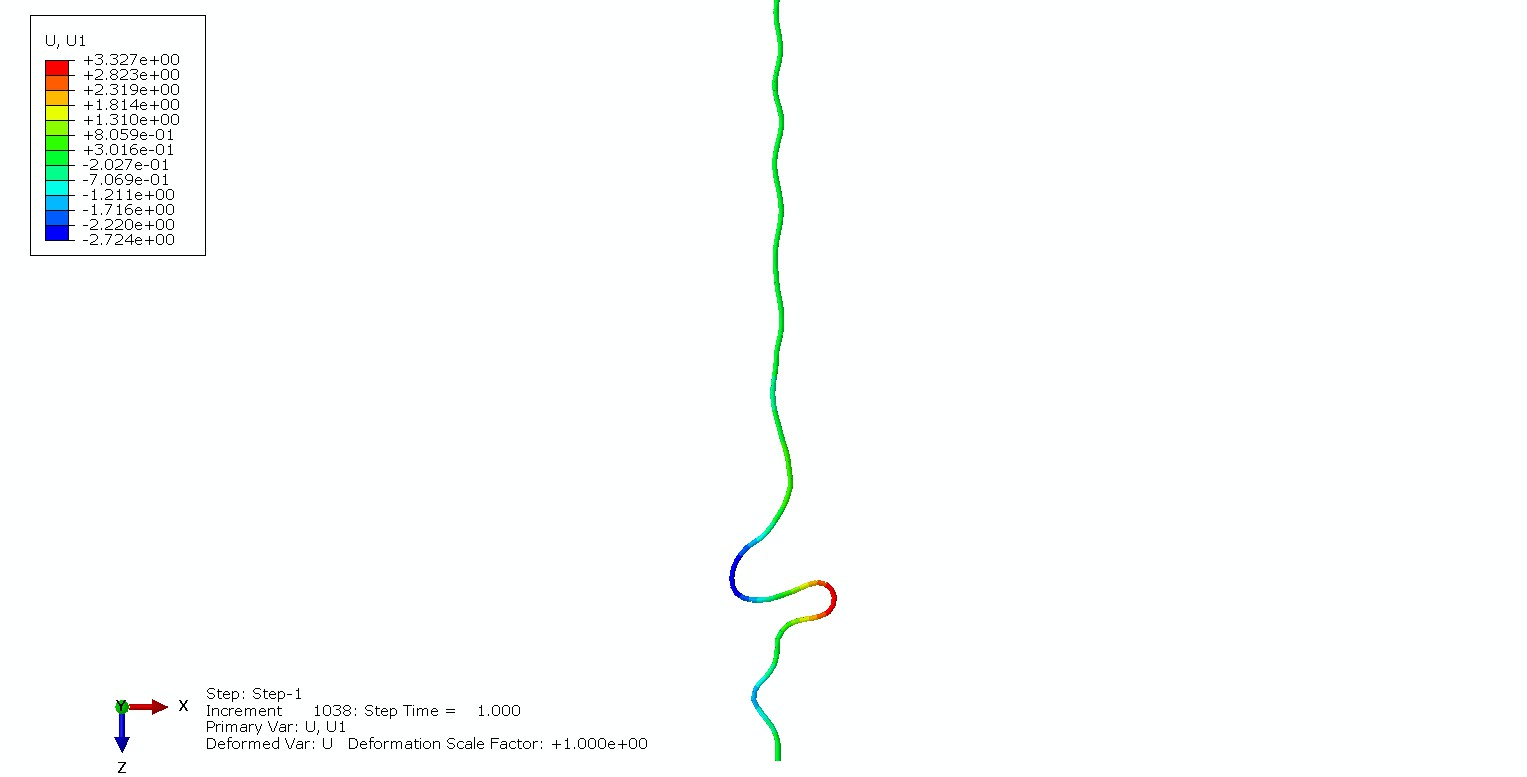 U, U1
+3.327e+00
+2.823e+00
+2.319e+00
+1.814e+00
+1.310e+00
+8.059e-01
+3.016e-01
-2.027e-01
-7.069e-01
-1.211e+00
-1.716e+00
-2.220e+00
-2.724e+00
Y X
Z
Step: Step-1
Increment 1038: Step Time = 1.000
Primary Var: U, U1
Deformed Var: U Deformation Scale Factor: +1.000e+00